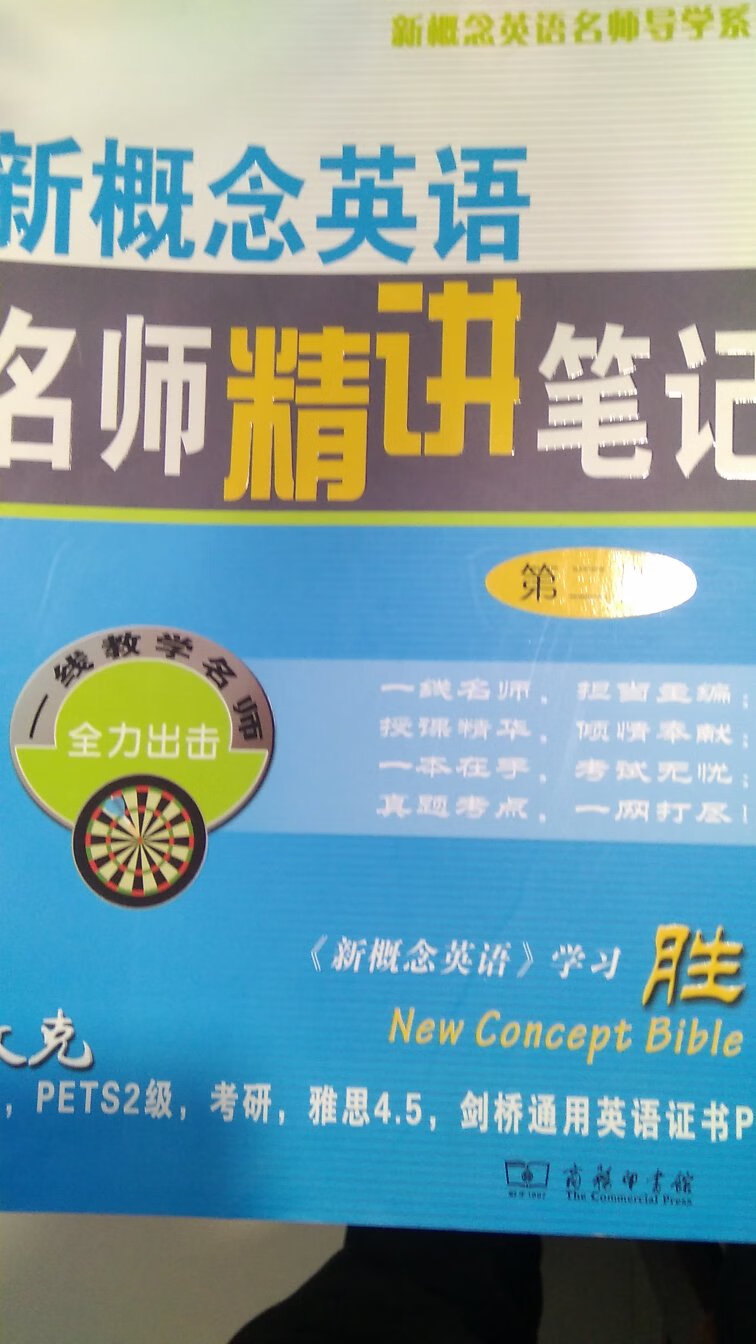 新概念英语名师导学系
新概念英语
名师精讲笔记
第二
一线教学名师
全力出击
一线名师，担当主编；
授课精华，倾情奉献；
一本在手，考试无忧；
真题考点，一网打尽！
《新概念英语》学习 胜
New Concept Bible
克
，PETS2级，考研，雅思4.5，剑桥通用英语证书P
商务印书馆
The Commercial Press